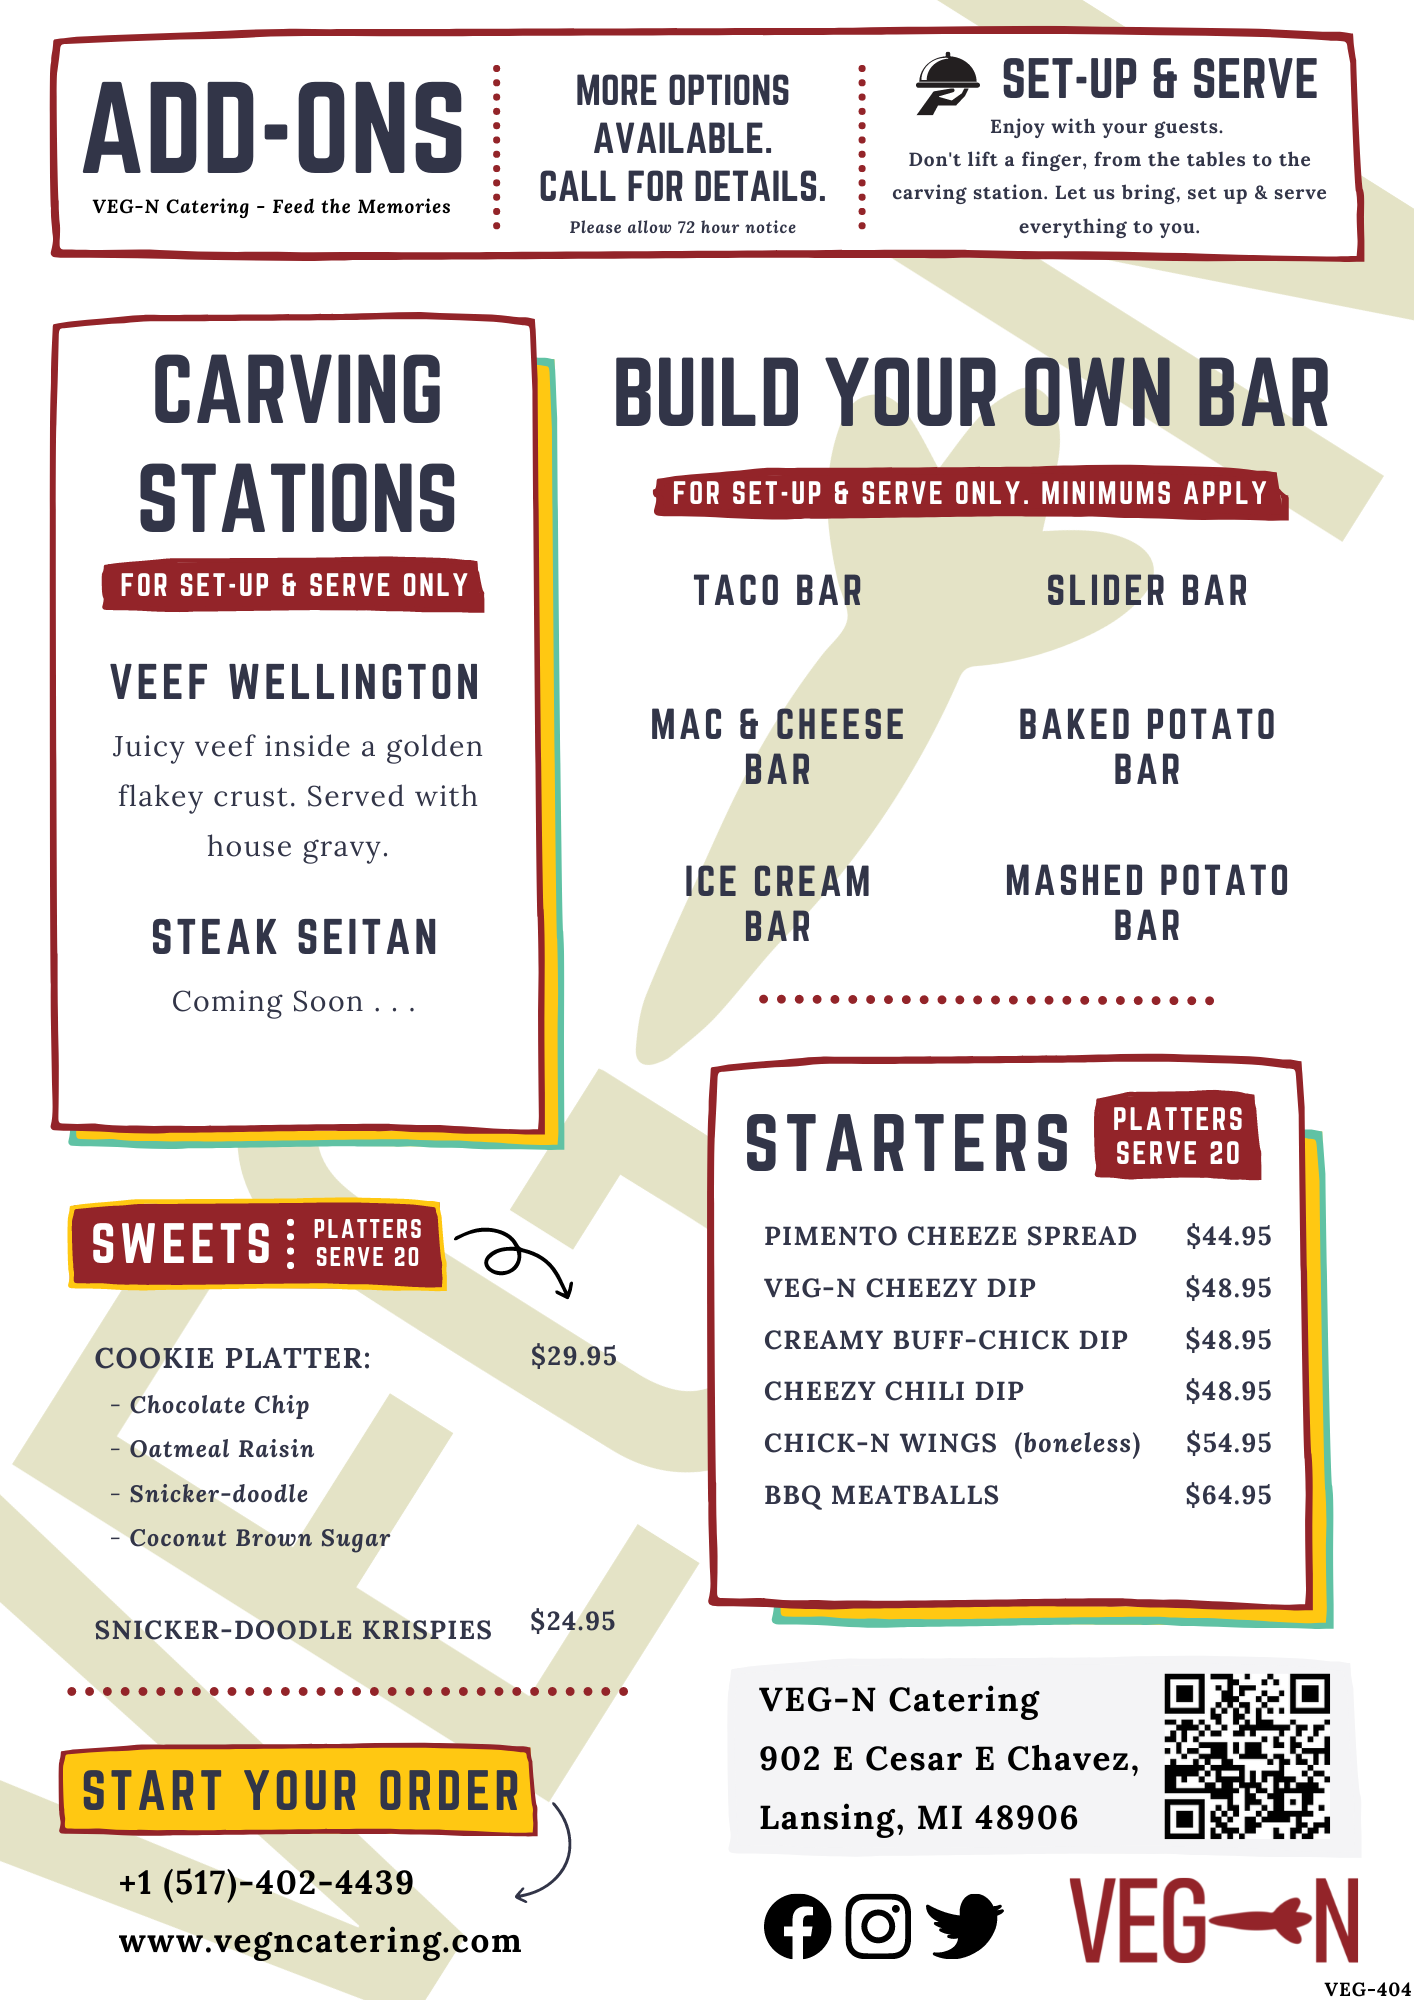 ADD-ONS
VEG-N Catering - Feed the Memories
MORE OPTIONS
AVAILABLE.
CALL FOR DETAILS.
Please allow 72 hour notice
SET-UP & SERVE
Enjoy with your guests.
Don't lift a finger, from the tables to the
carving station. Let us bring, set up & serve
everything to you.
CARVING
STATIONS
FOR SET-UP & SERVE ONLY
VEEF WELLINGTON
Juicy veef inside a golden
flakey crust. Served with
house gravy.
STEAK SEITAN
Coming Soon . . .
BUILD YOUR OWN BAR
FOR SET-UP & SERVE ONLY. MINIMUMS APPLY
TACO BAR
SLIDER BAR
MAC & CHEESE
BAR
BAKED POTATO
BAR
ICE CREAM
BAR
MASHED POTATO
BAR
STARTERS
PLATTERS
SERVE 20
PIMENTO CHEEZE SPREAD $44.95
VEG-N CHEEZY DIP $48.95
CREAMY BUFF-CHICK DIP $48.95
CHEEZY CHILI DIP $48.95
CHICK-N WINGS (boneless) $54.95
BBQ MEATBALLS $64.95
SWEETS
PLATTERS
SERVE 20
COOKIE PLATTER: $29.95
- Chocolate Chip
- Oatmeal Raisin
- Snicker-doodle
- Coconut Brown Sugar
SNICKER-DOODLE KRISPIES $24.95
START YOUR ORDER
+1 (517)-402-4439
www.vegncatering.com
VEG-N Catering
902 E Cesar E Chavez,
Lansing, MI 48906
VEG-N
VEG-404